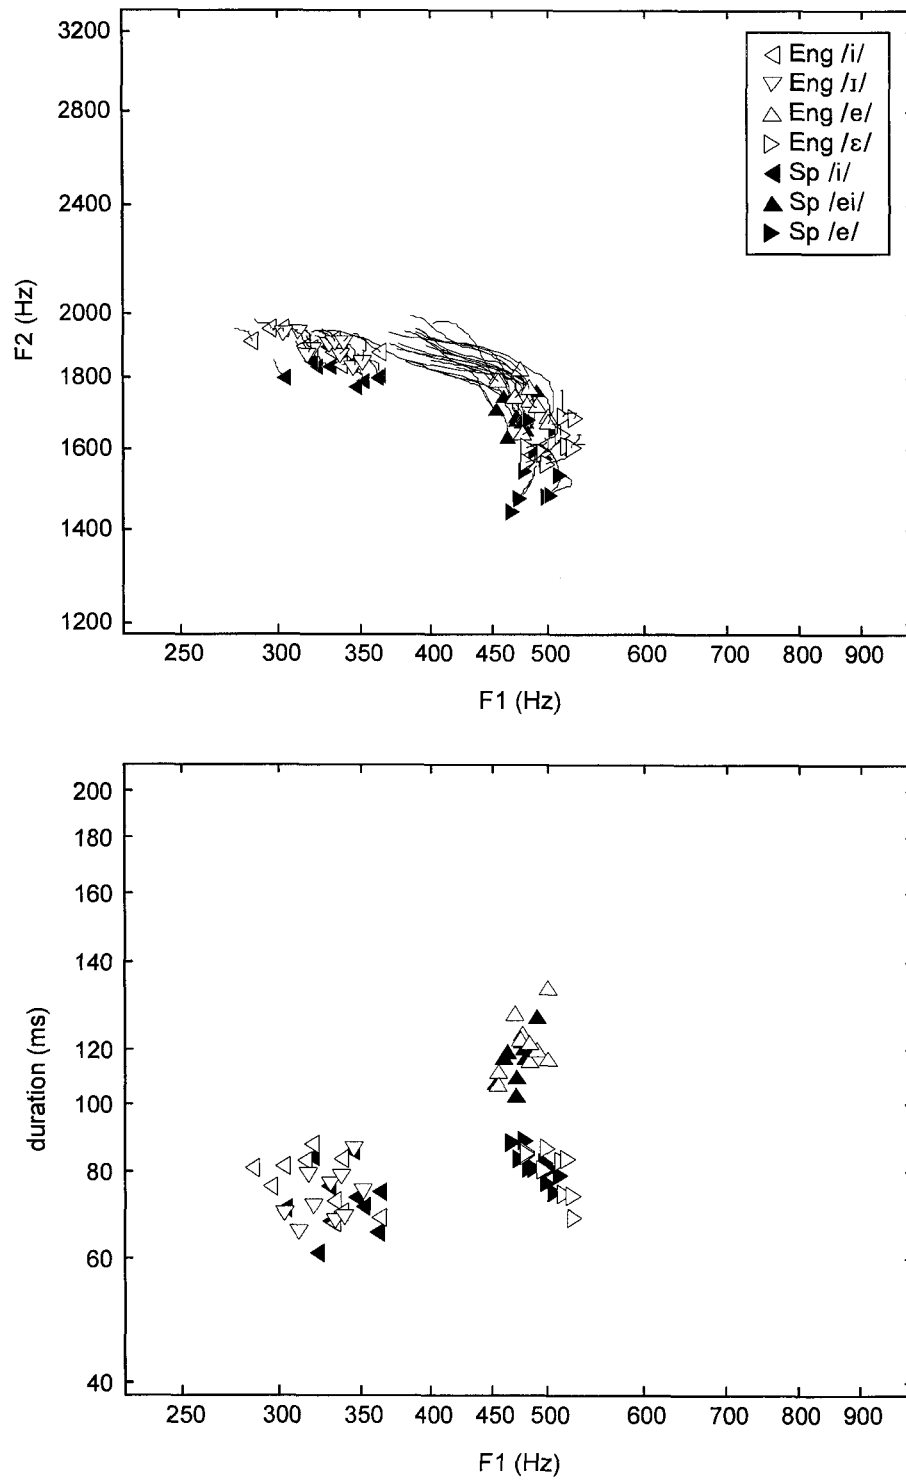 3200
2800
2400
2000
1800
1600
1400
1200
F2 (Hz)
Eng /i/
Eng /ɪ/
Eng /e/
Eng /ɛ/
Sp /i/
Sp /ei/
Sp /e/
250 300 350 400 450 500 600 700 800 900
F1 (Hz)
200
180
160
140
120
100
80
60
40
duration (ms)
250 300 350 400 450 500 600 700 800 900
F1 (Hz)